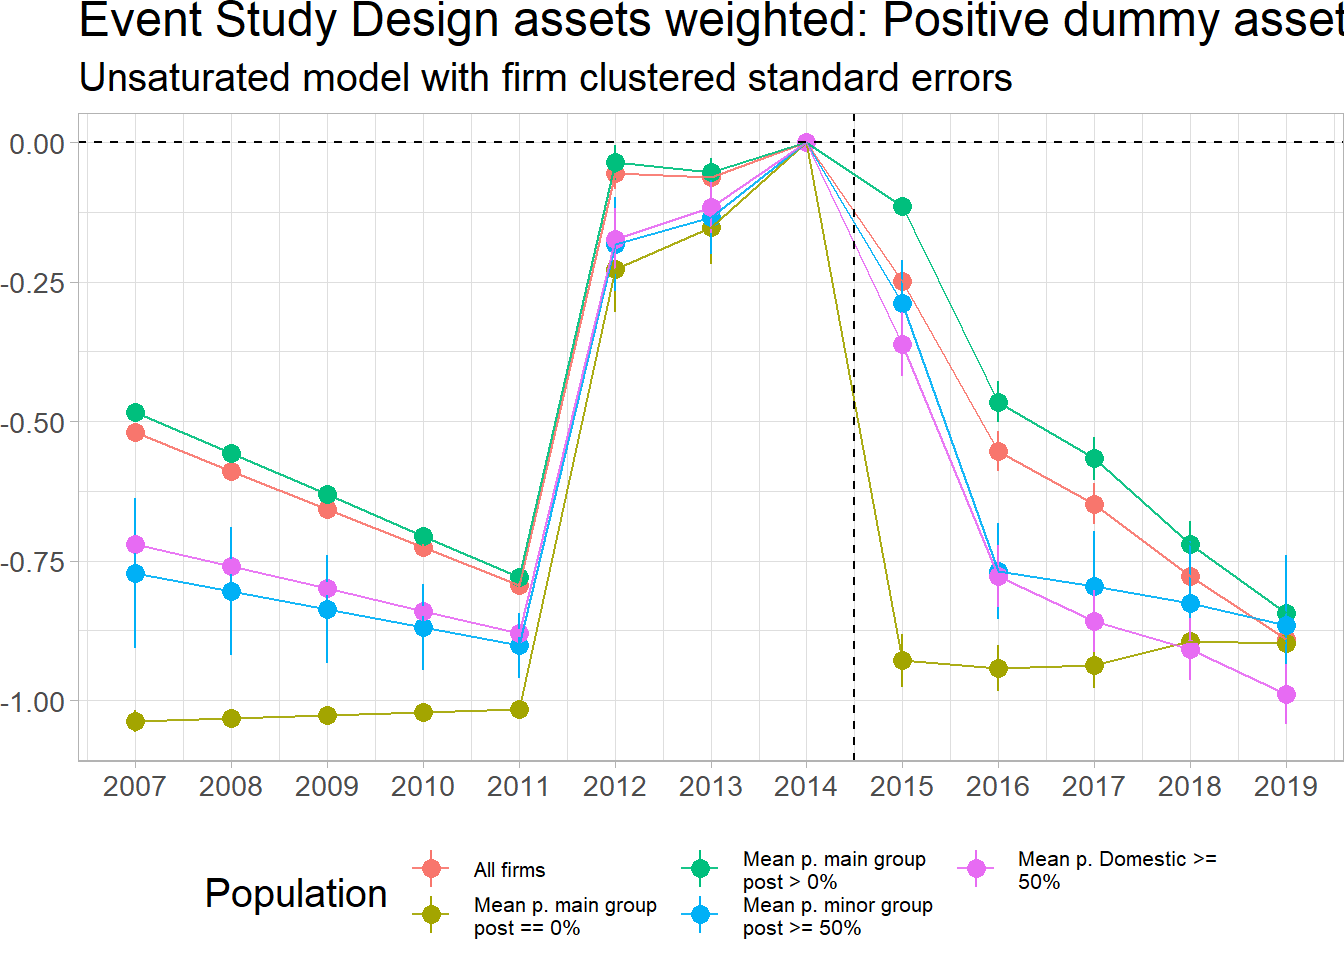 Event Study Design assets weighted: Positive dummy asset
Unsaturated model with firm clustered standard errors
0.00
-0.25
-0.50
-0.75
-1.00
2007 2008 2009 2010 2011 2012 2013 2014 2015 2016 2017 2018 2019
Population
All firms
Mean p. main group
post == 0%
Mean p. main group
post > 0%
Mean p. minor group
post >= 50%
Mean p. Domestic >=
50%